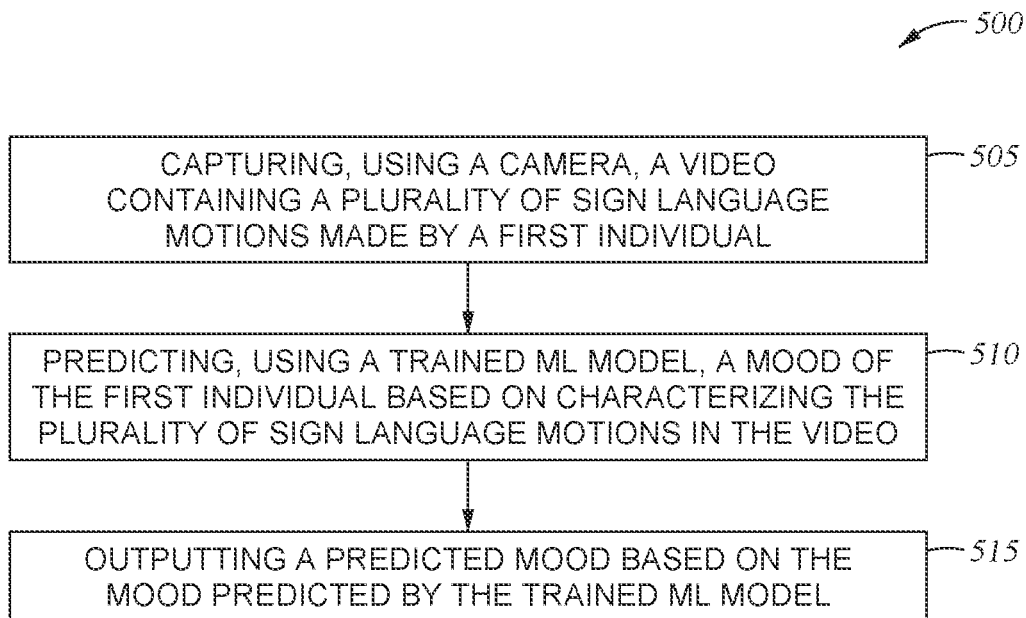 500
CAPTURING, USING A CAMERA, A VIDEO
CONTAINING A PLURALITY OF SIGN LANGUAGE
MOTIONS MADE BY A FIRST INDIVIDUAL
505
PREDICTING, USING A TRAINED ML MODEL, A MOOD OF
THE FIRST INDIVIDUAL BASED ON CHARACTERIZING THE
PLURALITY OF SIGN LANGUAGE MOTIONS IN THE VIDEO
510
OUTPUTTING A PREDICTED MOOD BASED ON THE
MOOD PREDICTED BY THE TRAINED ML MODEL
515